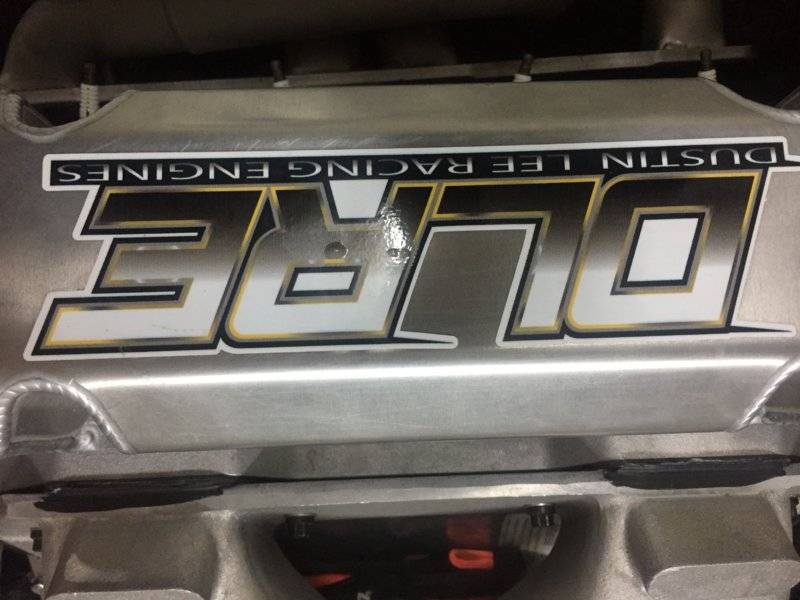 DLRE
DUSTIN LEE RACING ENGINES